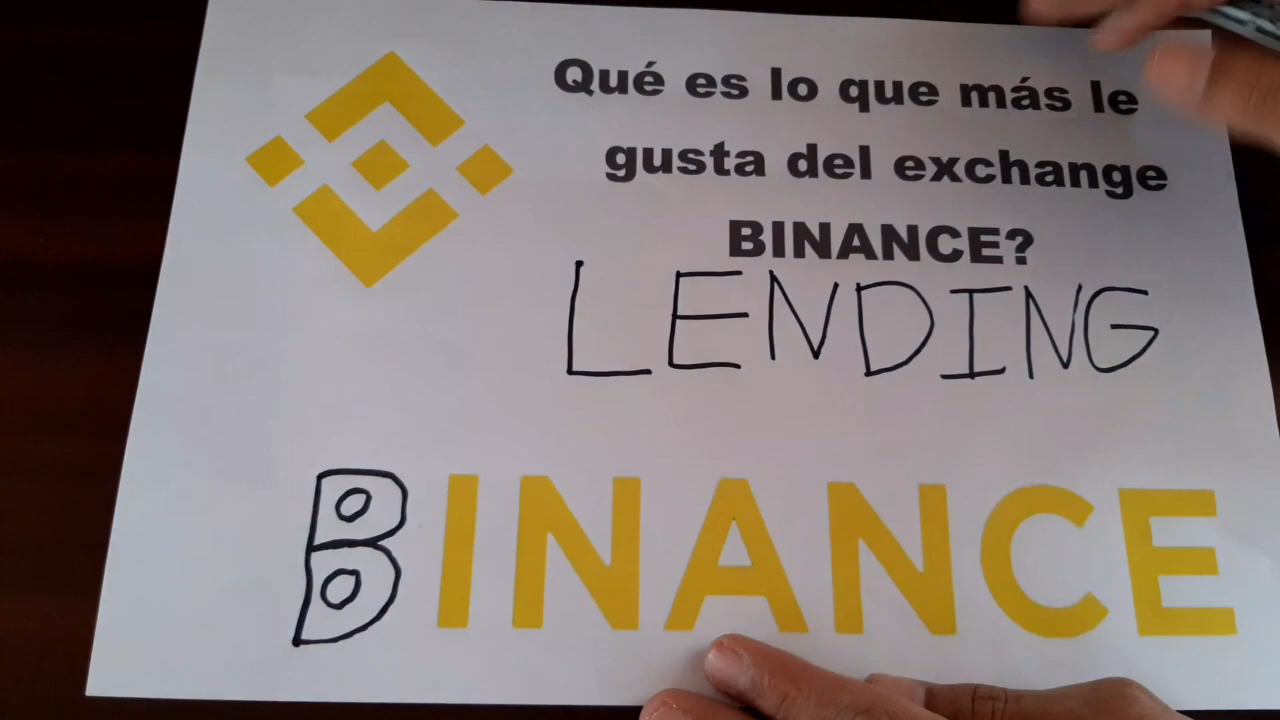 Qué es lo que más le
gusta del exchange
BINANCE?
LENDING
BINANCE